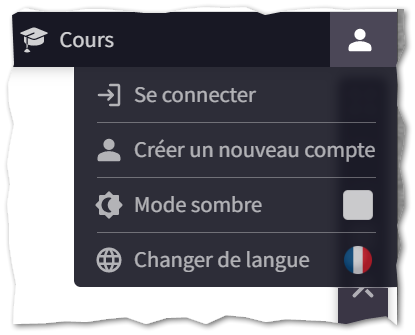 Cours
Se connecter
Créer un nouveau compte
Mode sombre
Changer de langue